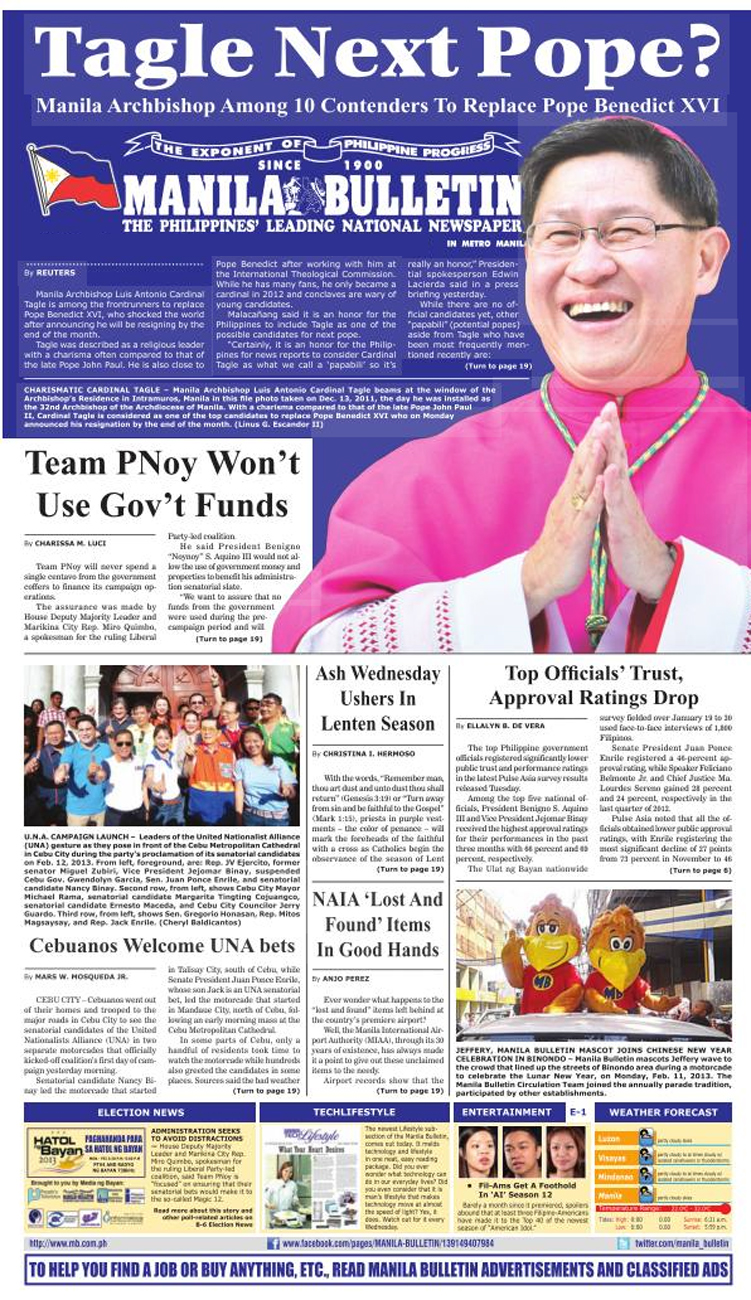 Tagle Next Pope?
Manila Archbishop Among 10 Contenders To Replace Pope Benedict XVI
THE EXPONENT OF PHILIPPINE PROGRESS
SINCE 1900
MANILA BULLETIN
THE PHILIPPINES' LEADING NATIONAL NEWSPAPER
IN METRO MANILA
By REUTERS
Manila Archbishop Luis Antonio Cardinal
Tagle is among the frontrunners to replace
Pope Benedict XVI, who shocked the world
after announcing he will be resigning by the
end of the month.
Tagle was described as a religious leader
with a charisma often compared to that of
the late Pope John Paul. He is also close to
Pope Benedict after working with him at
the International Theological Commission.
While he has many fans, he only became a
cardinal in 2012 and conclaves are wary of
young candidates.
Malacañang said it is an honor for the
Philippines to include Tagle as one of the
possible candidates for next pope.
"Certainly, it is an honor for the Philip-
pines for news reports to consider Cardinal
Tagle as what we call a 'papabili' so it's
really an honor," Presiden-
tial spokesperson Edwin
Lacierda said in a press
briefing yesterday.
While there are no of-
ficial candidates yet, other
"papabili" (potential popes)
aside from Tagle who have
been most frequently men-
tioned recently are:
(Turn to page 19)
CHARISMATIC CARDINAL TAGLE – Manila Archbishop Luis Antonio Cardinal Tagle beams at the window of the
Archbishop's Residence in Intramuros, Manila in this file photo taken on Dec. 13, 2011, the day he was installed as
the 32nd Archbishop of the Archdiocese of Manila. With a charisma compared to that of the late Pope John Paul
II, Cardinal Tagle is considered as one of the top candidates to replace Pope Benedict XVI who on Monday
announced his resignation by the end of the month. (Linus G. Escandor II)
Team PNoy Won't
Use Gov't Funds
By CHARISSA M. LUCI
Team PNoy will never spend a
single centavo from the government
coffers to finance its campaign op-
erations.
The assurance was made by
House Deputy Majority Leader and
Marikina City Rep. Miro Quimbo,
a spokesman for the ruling Liberal
Party-led coalition
He said President Benigno
"Noynoy" S. Aquino III would not al-
low the use of government money and
properties to benefit his administra-
tion senatorial slate.
"We want to assure that no
funds from the government
were used during the pre-
campaign period and will
(Turn to page 19)
U.N.A. CAMPAIGN LAUNCH – Leaders of the United Nationalist Alliance
(UNA) gesture as they pose in front of the Cebu Metropolitan Cathedral
in Cebu City during the party's proclamation of its senatorial candidates
on Feb. 12, 2013. From left, foreground, are: Rep. JV Ejercito, former
senator Miguel Zubiri, Vice President Jejomar Binay, suspended
Cebu Gov. Gwendolyn Garcia, Sen. Juan Ponce Enrile, and senatorial
candidate Nancy Binay. Second row, from left, shows Cebu City Mayor
Michael Rama, senatorial candidate Margarita Tingting Cojuangco,
senatorial candidate Ernesto Maceda, and Cebu City Councilor Jerry
Guardo. Third row, from left, shows Sen. Gregorio Honasan, Rep. Mitos
Magsaysay, and Rep. Jack Enrile. (Cheryl Baldicantos)
Cebuanos Welcome UNA bets
By MARS W. MOSQUEDA JR.
CEBU CITY – Cebuanos went out
of their homes and trooped to the
major roads in Cebu City to see the
senatorial candidates of the United
Nationalists Alliance (UNA) in two
separate motorcades that officially
kicked-off coalition's first day of cam-
paign yesterday morning.
Senatorial candidate Nancy Bi-
nay led the motorcade that started
in Talisay City, south of Cebu, while
Senate President Juan Ponce Enrile,
whose son Jack is an UNA senatorial
bet, led the motorcade that started
in Mandaue City, north of Cebu, fol-
lowing an early morning mass at the
Cebu Metropolitan Cathedral.
In some parts of Cebu, only a
handful of residents took time to
watch the motorcade while hundreds
also greeted the candidates in some
places. Sources said the bad weather
(Turn to page 19)
Ash Wednesday
Ushers In
Lenten Season
By CHRISTINA I. HERMOSO
With the words, "Remember man,
thou art dust and unto dust thou shall
return" (Genesis 3:19) or "Turn away
from sin and be faithful to the Gospel"
(Mark 1:15), priests in purple vest-
ments – the color of penance – will
mark the foreheads of the faithful
with a cross as Catholics begin the
observance of the season of Lent
(Turn to page 19)
NAIA 'Lost And
Found' Items
In Good Hands
By ANJO PEREZ
Ever wonder what happens to the
"lost and found" items left behind at
the country's premiere airport?
Well, the Manila International Air-
port Authority (MIAA), through its 30
years of existence, has always made
it a point to give out these unclaimed
items to the needy.
Airport records show that the
(Turn to page 19)
Top Officials' Trust,
Approval Ratings Drop
By ELLALYN B. DE VERA
The top Philippine government
officials registered significantly lower
public trust and performance ratings
in the latest Pulse Asia survey results
released Tuesday.
Among the top five national of-
ficials, President Benigno S. Aquino
III and Vice President Jejomar Binay
received the highest approval ratings
for their performances in the past
three months with 66 percent and 69
percent, respectively.
The Ulat ng Bayan nationwide
survey fielded over January 19 to 30
used face-to-face interviews of 1,800
Filipinos.
Senate President Juan Ponce
Enrile registered a 46-percent ap-
proval rating, while Speaker Feliciano
Belmonte Jr. and Chief Justice Ma.
Lourdes Sereno gained 28 percent
and 24 percent, respectively in the
last quarter of 2012.
Pulse Asia noted that all the of-
ficials obtained lower public approval
ratings, with Enrile registering the
most significant decline of 27 points
from 73 percent in November to 46
(Turn to page 6)
MB
MB
JEFFERY, MANILA BULLETIN MASCOT JOINS CHINESE NEW YEAR
CELEBRATION IN BINONDO – Manila Bulletin mascots Jeffery wave to
the crowd that lined up the streets of Binondo area during a motorcade
to celebrate the Lunar New Year, on Monday, Feb. 11, 2013. The
Manila Bulletin Circulation Team joined the annually parade tradition,
participated by other establishments.
ELECTION NEWS
HATOL
ng Bayan
2013
PAGHAHANDA PARA
SA HATOL NG BAYAN
Brought to you by Media ng Bayan:
ADMINISTRATION SEEKS
TO AVOID DISTRACTIONS
— House Deputy Majority
Leader and Marikina City Rep.
Miro Quimbo, spokesman for
the ruling Liberal Party-led
coalition, said Team PNoy is
"focused" on ensuring that their
senatorial bets would make it to
the so-called Magic 12.
Read more about this story and
other poll-related articles on
B-6 Election News
TECHLIFESTYLE
Lifestyle
What Your Heart Desires
The newest Lifestyle sub-
section of the Manila Bulletin,
comes out today. It melds
technology and lifestyle
in one neat, easy reading
package. Did you ever
wonder what technology can
do in our everyday lives? Did
you even consider that it is
man's lifestyle that makes
technology move at almost
the speed of light? Yes, it
does. Watch out for it every
Wednesday.
ENTERTAINMENT E-1
Fil-Ams Get A Foothold
In 'AI' Season 12
Barely a month since it premiered, spoilers
abound that at least three Filipino-Americans
have made it to the Top 40 of the newest
season of "American Idol."
WEATHER FORECAST
Luzon
Visayas
Mindanao
Manila
Temperature Range:
http://www.mb.com.ph
www.facebook.com/pages/MANILA-BULLETIN/139149407984
twitter.com/manila_bulletin
TO HELP YOU FIND A JOB OR BUY ANYTHING, ETC., READ MANILA BULLETIN ADVERTISEMENTS AND CLASSIFIED ADS